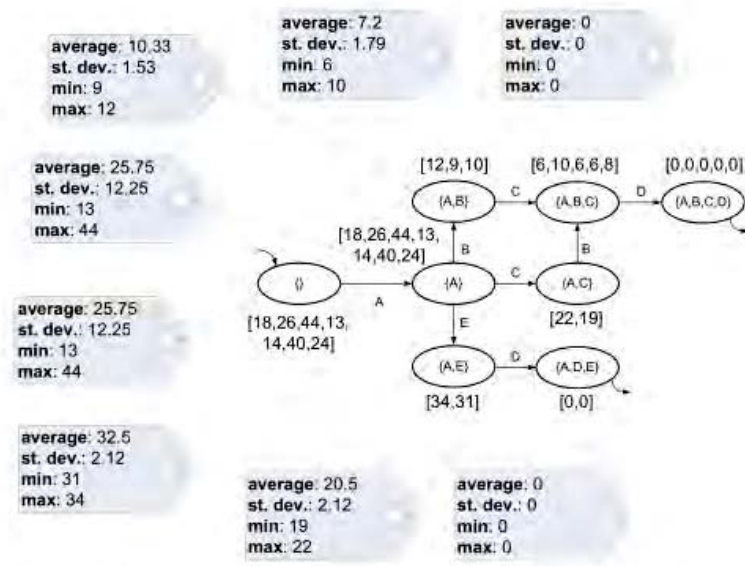 average: 10.33
st. dev.: 1.53
min: 9
max: 12
average: 7.2
st. dev.: 1.79
min: 6
max: 10
average: 0
st. dev.: 0
min: 0
max: 0
average: 25.75
st. dev.: 12.25
min: 13
max: 44
[12,9,10]
[6,10,6,6,8]
[0,0,0,0,0]
{A,B}
C
{A,B,C}
D
{A,B,C,D}
[18,26,44,13,
14,40,24]
B
B
{}
A
{A}
C
{A,C}
[18,26,44,13,
14,40,24]
E
[22,19]
average: 25.75
st. dev.: 12.25
min: 13
max: 44
{A,E}
D
{A,D,E}
[34,31]
[0,0]
average: 32.5
st. dev.: 2.12
min: 31
max: 34
average: 20.5
st. dev.: 2.12
min: 19
max: 22
average: 0
st. dev.: 0
min: 0
max: 0